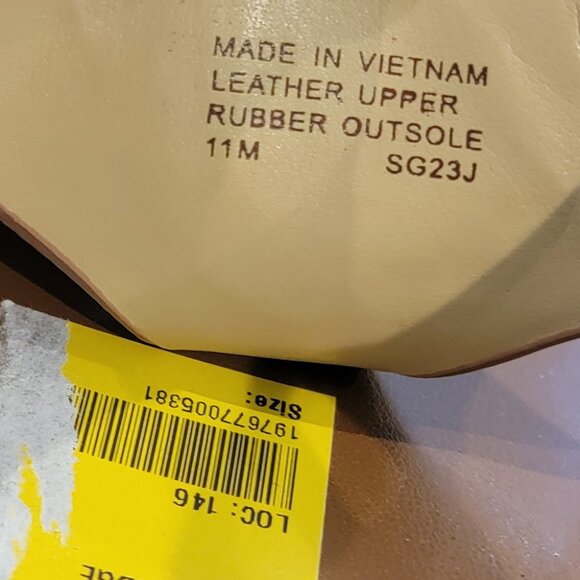 MADE IN VIETNAM
LEATHER UPPER
RUBBER OUTSOLE
11M SG23J
Size:
197677005381
LOC: 146